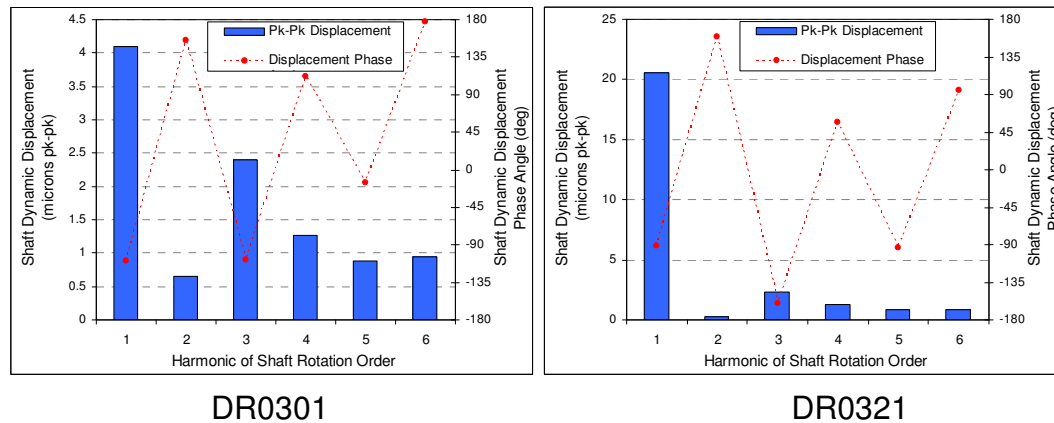 Shaft Dynamic Displacement
(microns pk-pk)
4.5
4
3.5
3
2.5
2
1.5
1
0.5
0
Pk-Pk Displacement
Displacement Phase
180
135
90
45
0
-45
-90
-135
-180
Shaft Dynamic Displacement
Phase Angle (deg)
1 2 3 4 5 6
Harmonic of Shaft Rotation Order
DR0301
Shaft Dynamic Displacement
(microns pk-pk)
25
20
15
10
5
0
Pk-Pk Displacement
Displacement Phase
180
135
90
45
0
-45
-90
-135
-180
Shaft Dynamic Displacement
Phase Angle (deg)
1 2 3 4 5 6
Harmonic of Shaft Rotation Order
DR0321